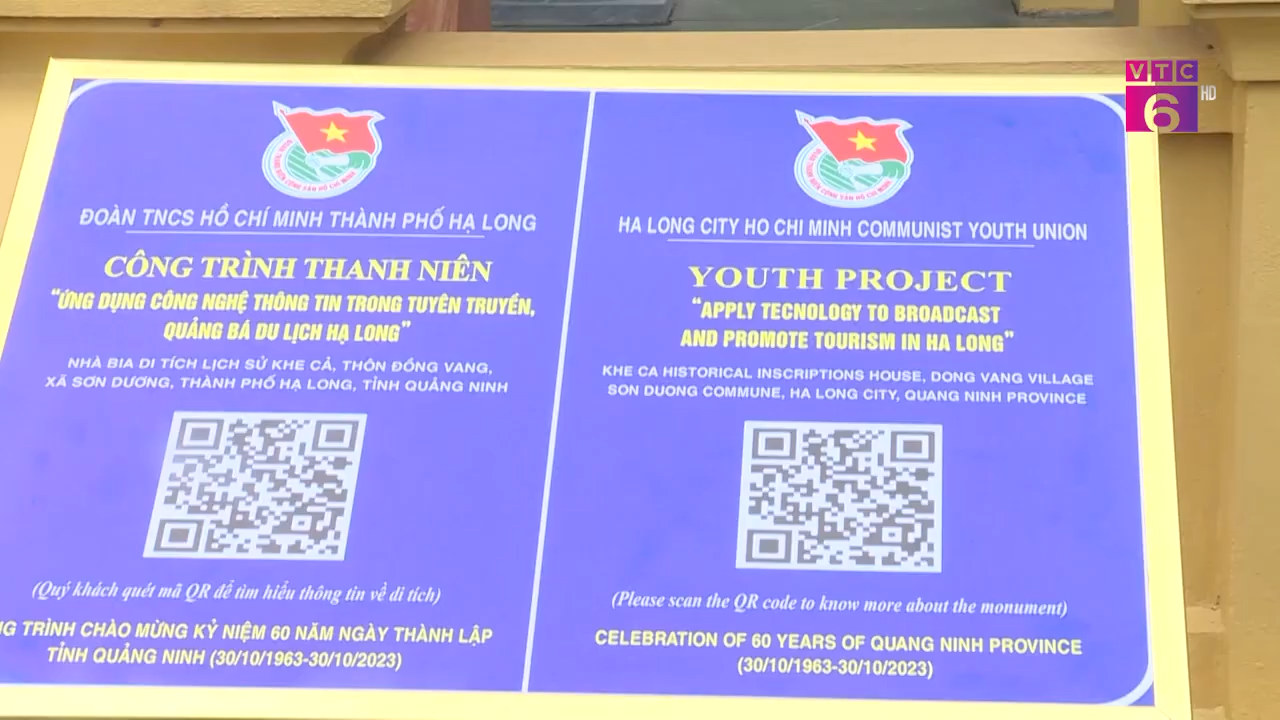 VTC
6 HD
ĐOÀN TNCS HỒ CHÍ MINH THÀNH PHỐ HẠ LONG
CÔNG TRÌNH THANH NIÊN
“ỨNG DỤNG CÔNG NGHỆ THÔNG TIN TRONG TUYÊN TRUYỀN,
QUẢNG BÁ DU LỊCH HẠ LONG”
NHÀ BIA DI TÍCH LỊCH SỬ KHE CẢ, THÔN ĐỒNG VANG,
XÃ SƠN DƯƠNG, THÀNH PHỐ HẠ LONG, TỈNH QUẢNG NINH
(Quý khách quét mã QR để tìm hiểu thông tin về di tích)
TRÌNH CHÀO MỪNG KỶ NIỆM 60 NĂM NGÀY THÀNH LẬP
TỈNH QUẢNG NINH (30/10/1963-30/10/2023)
HA LONG CITY HO CHI MINH COMMUNIST YOUTH UNION
YOUTH PROJECT
“APPLY TECNOLOGY TO BROADCAST
AND PROMOTE TOURISM IN HA LONG”
KHE CA HISTORICAL INSCRIPTIONS HOUSE, DONG VANG VILLAGE
SON DUONG COMMUNE, HA LONG CITY, QUANG NINH PROVINCE
(Please scan the QR code to know more about the monument)
CELEBRATION OF 60 YEARS OF QUANG NINH PROVINCE
(30/10/1963-30/10/2023)